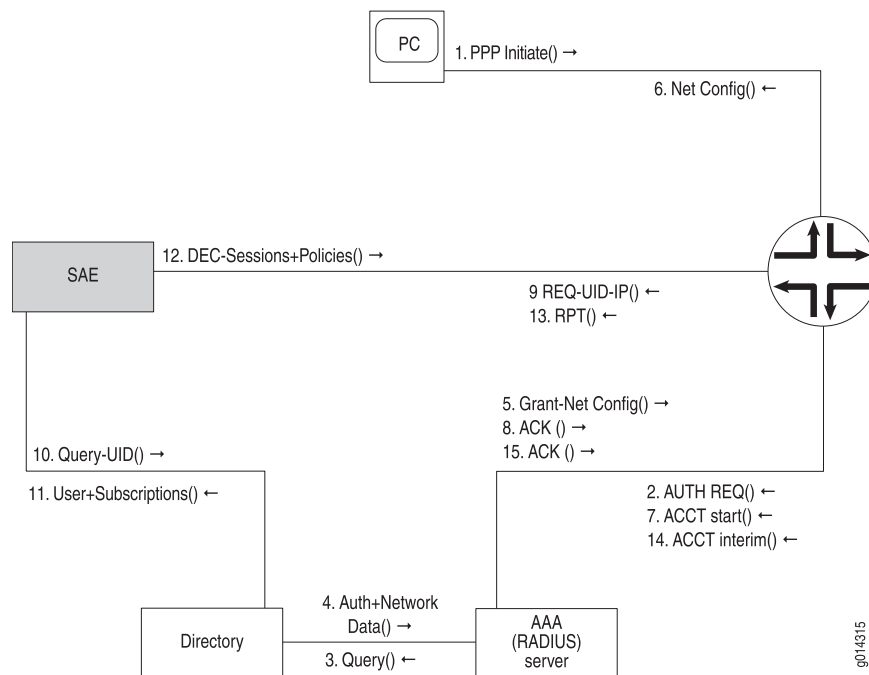 PC
1. PPP Initiate() →
6. Net Config() ←
12. DEC-Sessions+Policies() →
SAE
9 REQ-UID-IP() ←
13. RPT() ←
5. Grant-Net Config() →
8. ACK () →
15. ACK () →
10. Query-UID() →
11. User+Subscriptions() ←
2. AUTH REQ() ←
7. ACCT start() ←
14. ACCT interim() ←
4. Auth+Network
Data() →
Directory
3. Query() ←
AAA
(RADIUS)
server
g014315